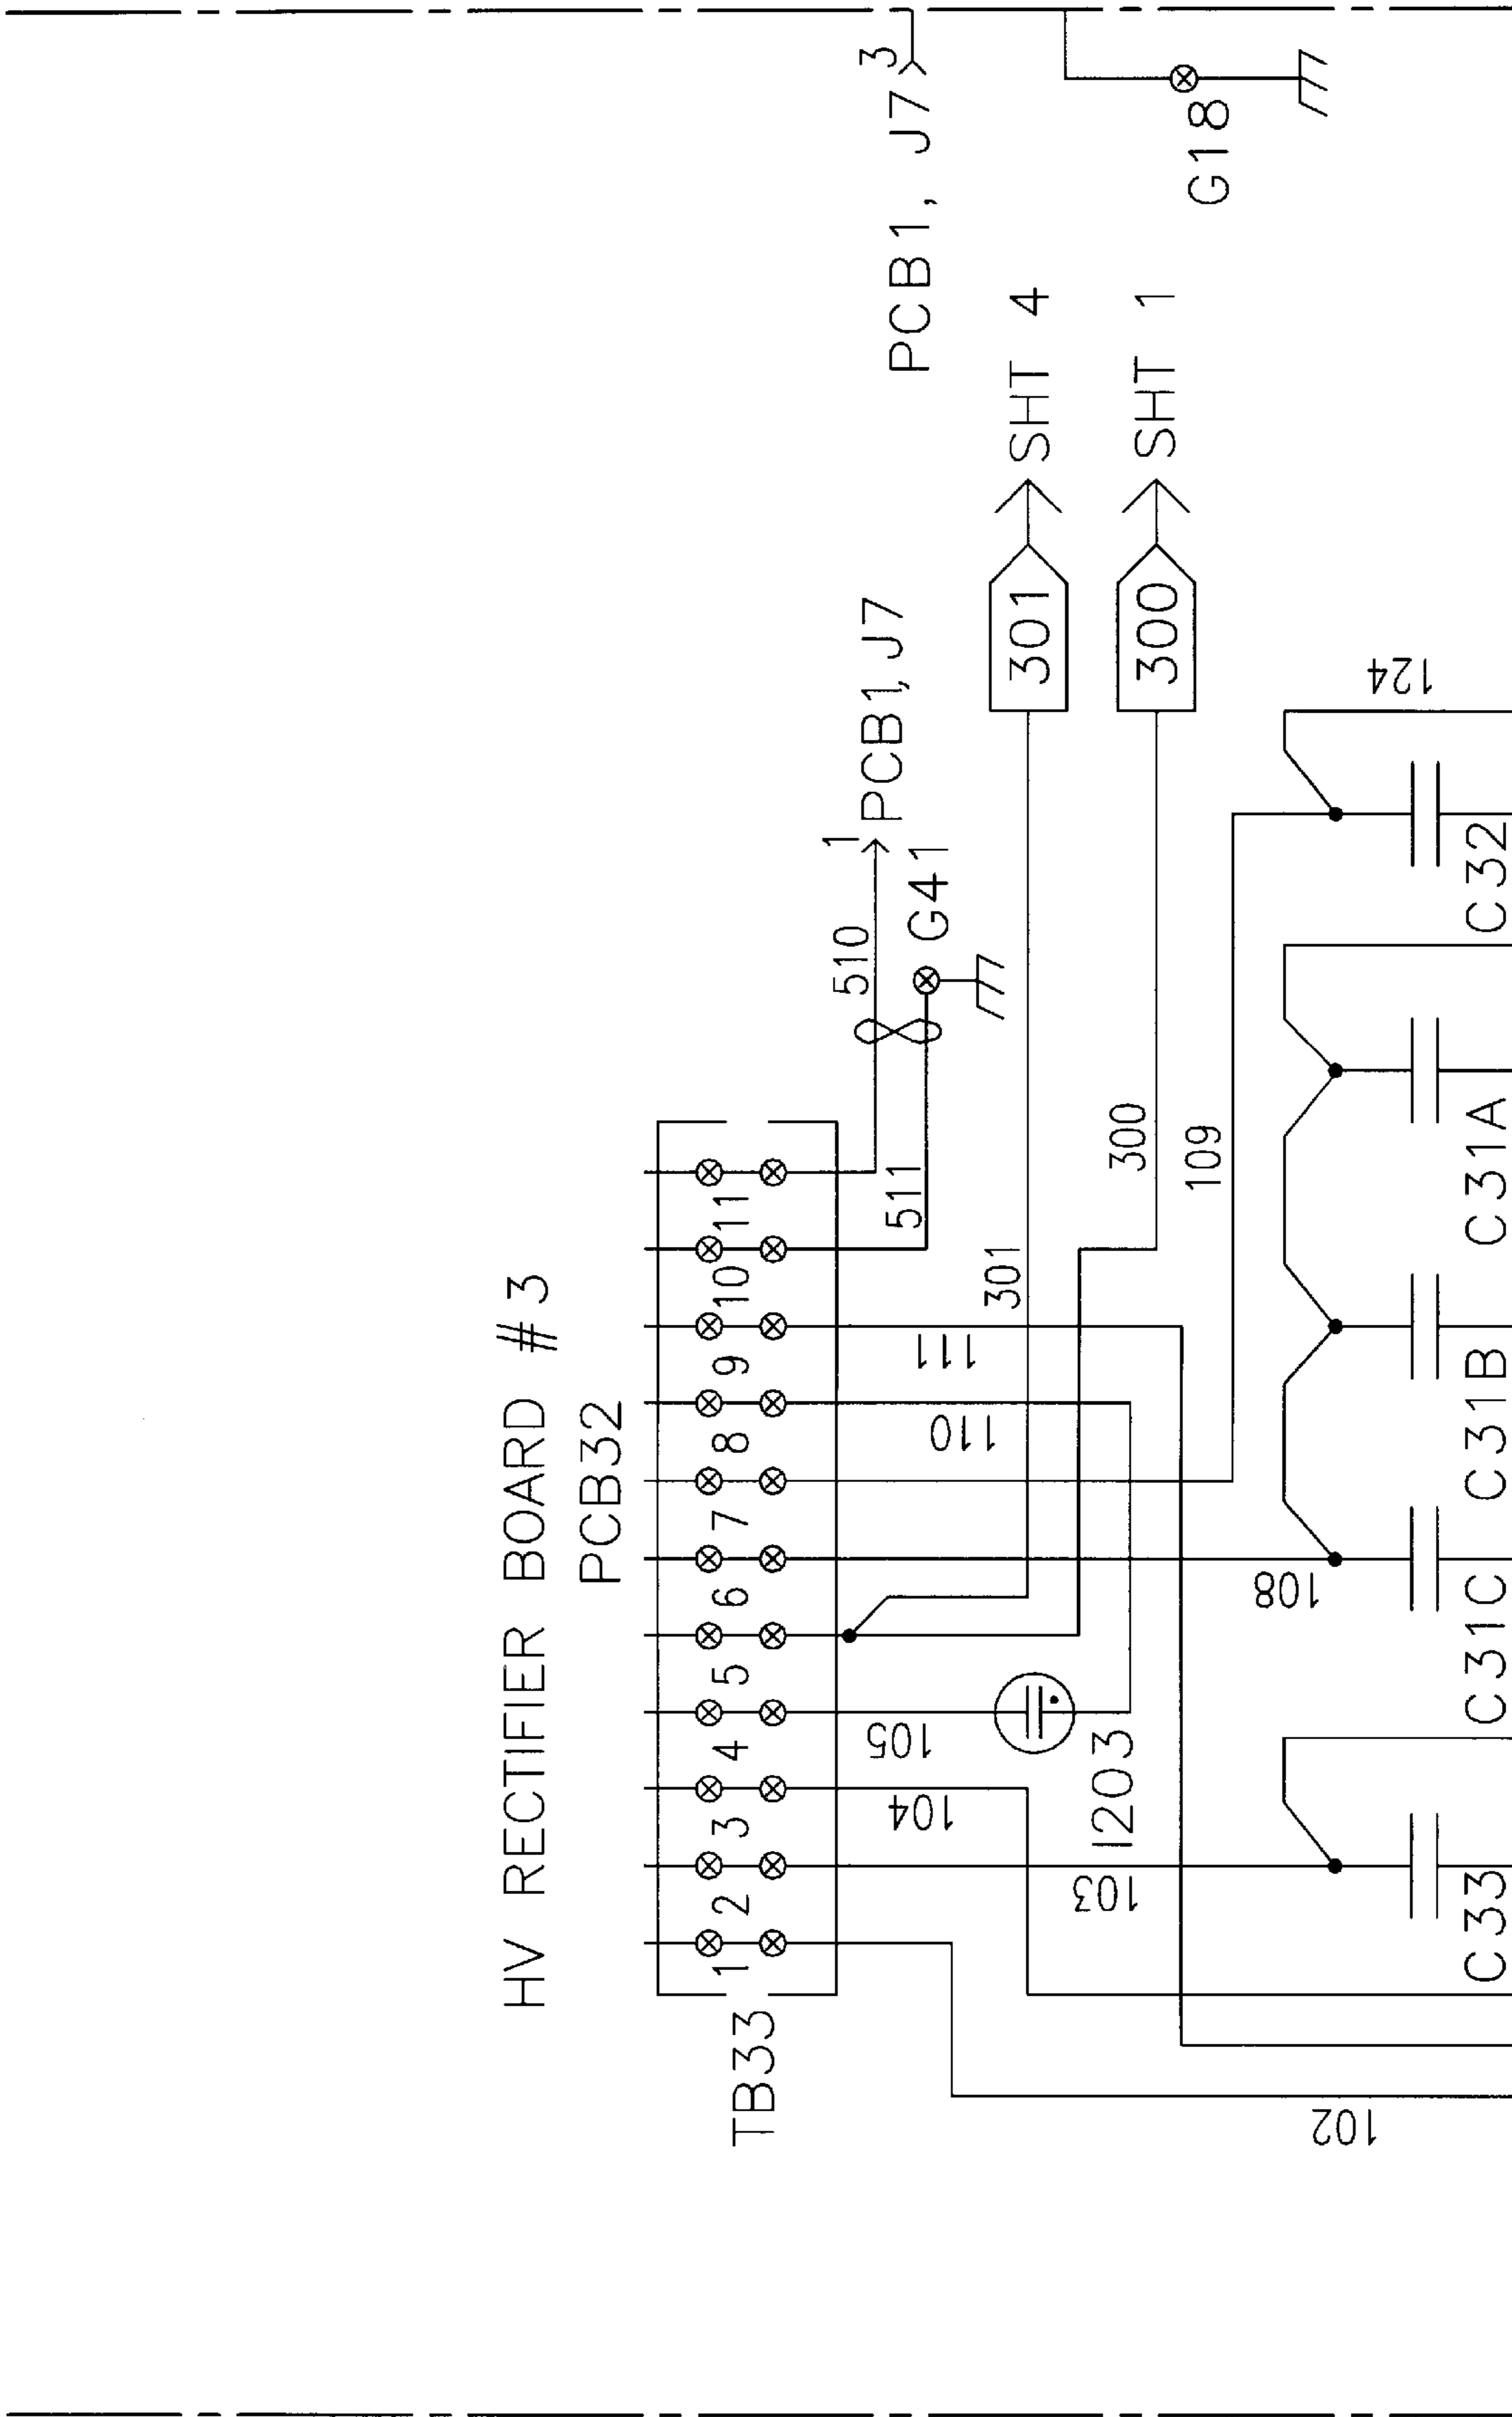 HV RECTIFIER BOARD #3
PCB32
TB33
1 2 3 4 5 6 7 8 9 10 11
510
1
PCB1,J7
511
G41
PCB1, J7
3
105
104
110
111
301
301
SHT 4
103
I203
300
300
SHT 1
109
G18
108
102
124
C33
C31C
C31B
C31A
C32